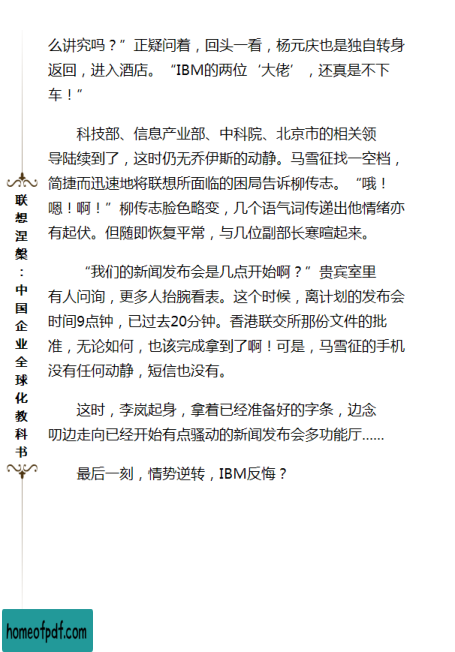 么讲究吗？”正疑问着，回头一看，杨元庆也是独自转身
返回，进入酒店。“IBM的两位‘大佬’，还真是不下
车！”
科技部、信息产业部、中科院、北京市的相关领
导陆续到了，这时仍无乔伊斯的动静。马雪征找一空档，
简捷而迅速地将联想所面临的困局告诉柳传志。“哦！
嗯！啊！”柳传志脸色略变，几个语气词传递出他情绪亦
有起伏。但随即恢复平常，与几位副部长寒暄起来。
“我们的新闻发布会是几点开始啊？”贵宾室里
有人问询，更多人抬腕看表。这个时候，离计划的发布会
时间9点钟，已过去20分钟。香港联交所那份文件的批
准，无论如何，也该完成拿到了啊！可是，马雪征的手机
没有任何动静，短信也没有。
这时，李岚起身，拿着已经准备好的字条，边念
叨边走向已经开始有点骚动的新闻发布会多功能厅……
最后一刻，情势逆转，IBM反悔？
联想涅槃：中国企业全球化教科书
homeofpdf.com